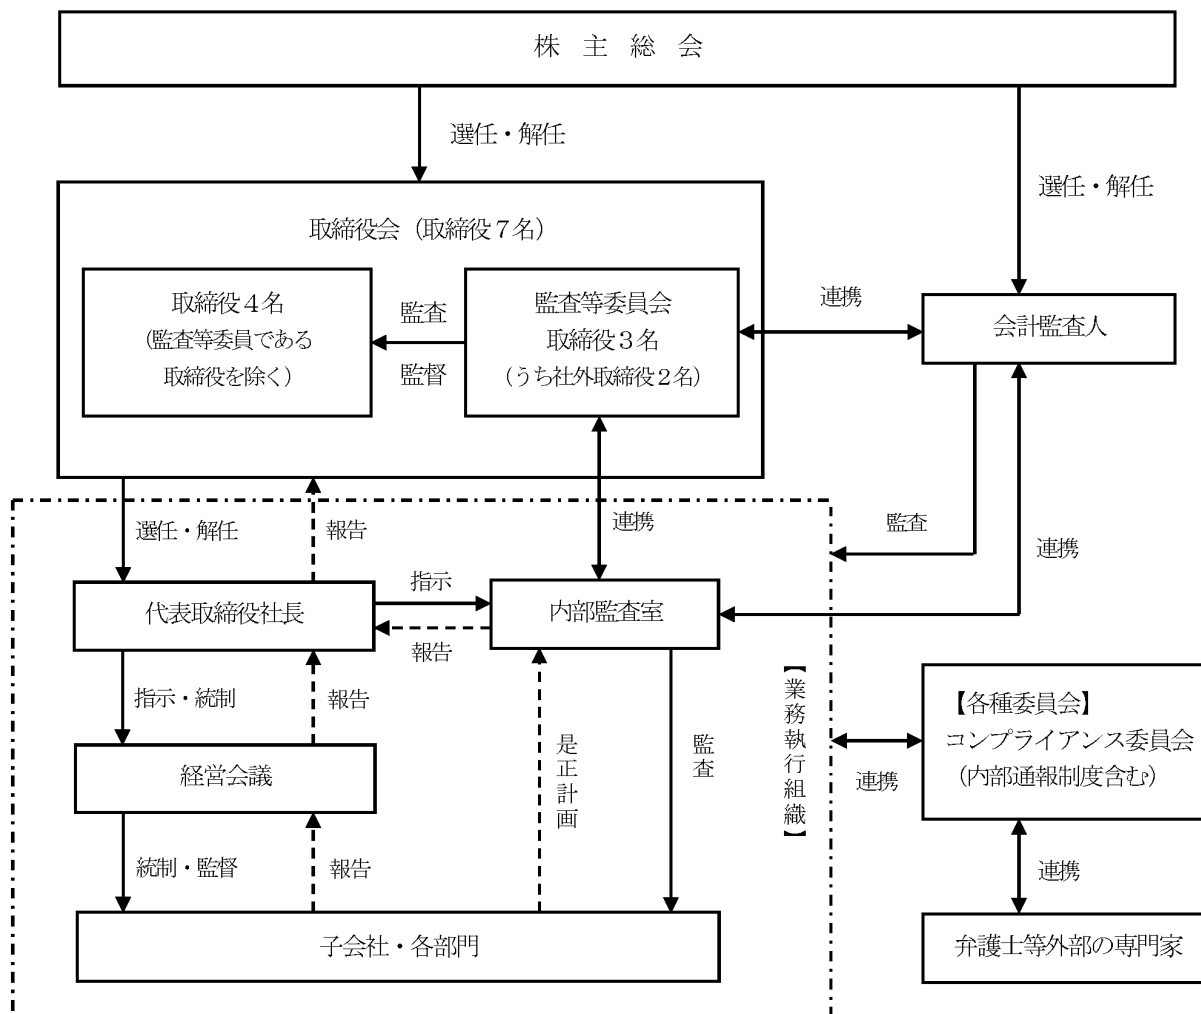 株主総会
選任・解任
選任・解任
取締役会（取締役７名）
取締役４名
（監査等委員である
取締役を除く）
監査
監督
監査等委員会
取締役３名
（うち社外取締役２名）
連携
会計監査人
選任・解任
報告
連携
監査
連携
代表取締役社長
指示
報告
内部監査室
指示・統制
報告
是正計画
監査
【業務執行組織】
連携
【各種委員会】
コンプライアンス委員会
（内部通報制度含む）
経営会議
統制・監督
報告
連携
子会社・各部門
弁護士等外部の専門家